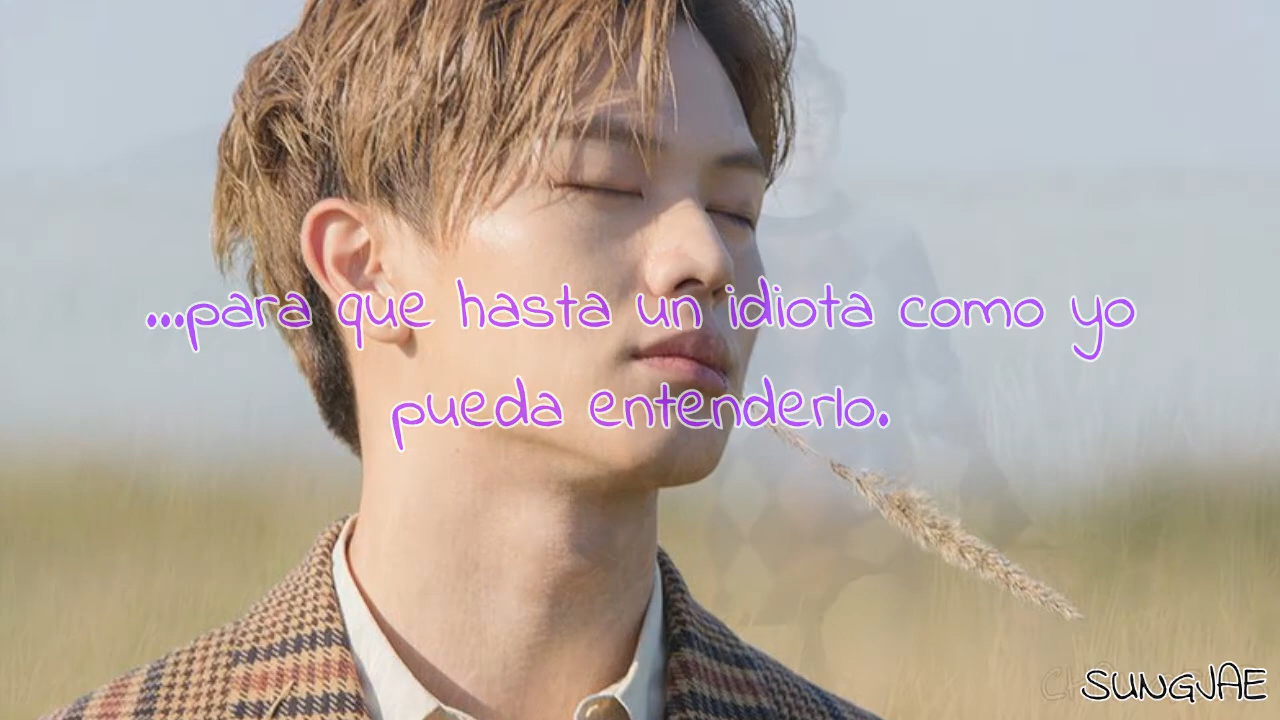 ...para que hasta un idiota como yo
pueda entenderlo.
SUNGJAE